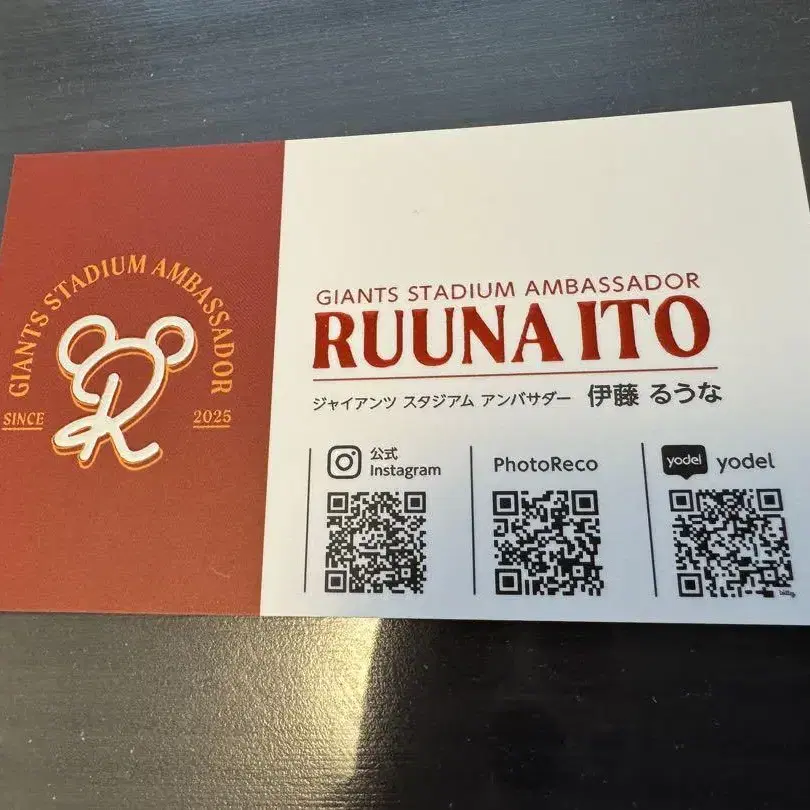 GIANTS STADIUM AMBASSADOR
R
SINCE 2025
GIANTS STADIUM AMBASSADOR
RUUNA ITO
ジャイアンツ スタジアム アンバサダー 伊藤 るうな
公式
Instagram
PhotoReco
yodel yodel
bitly